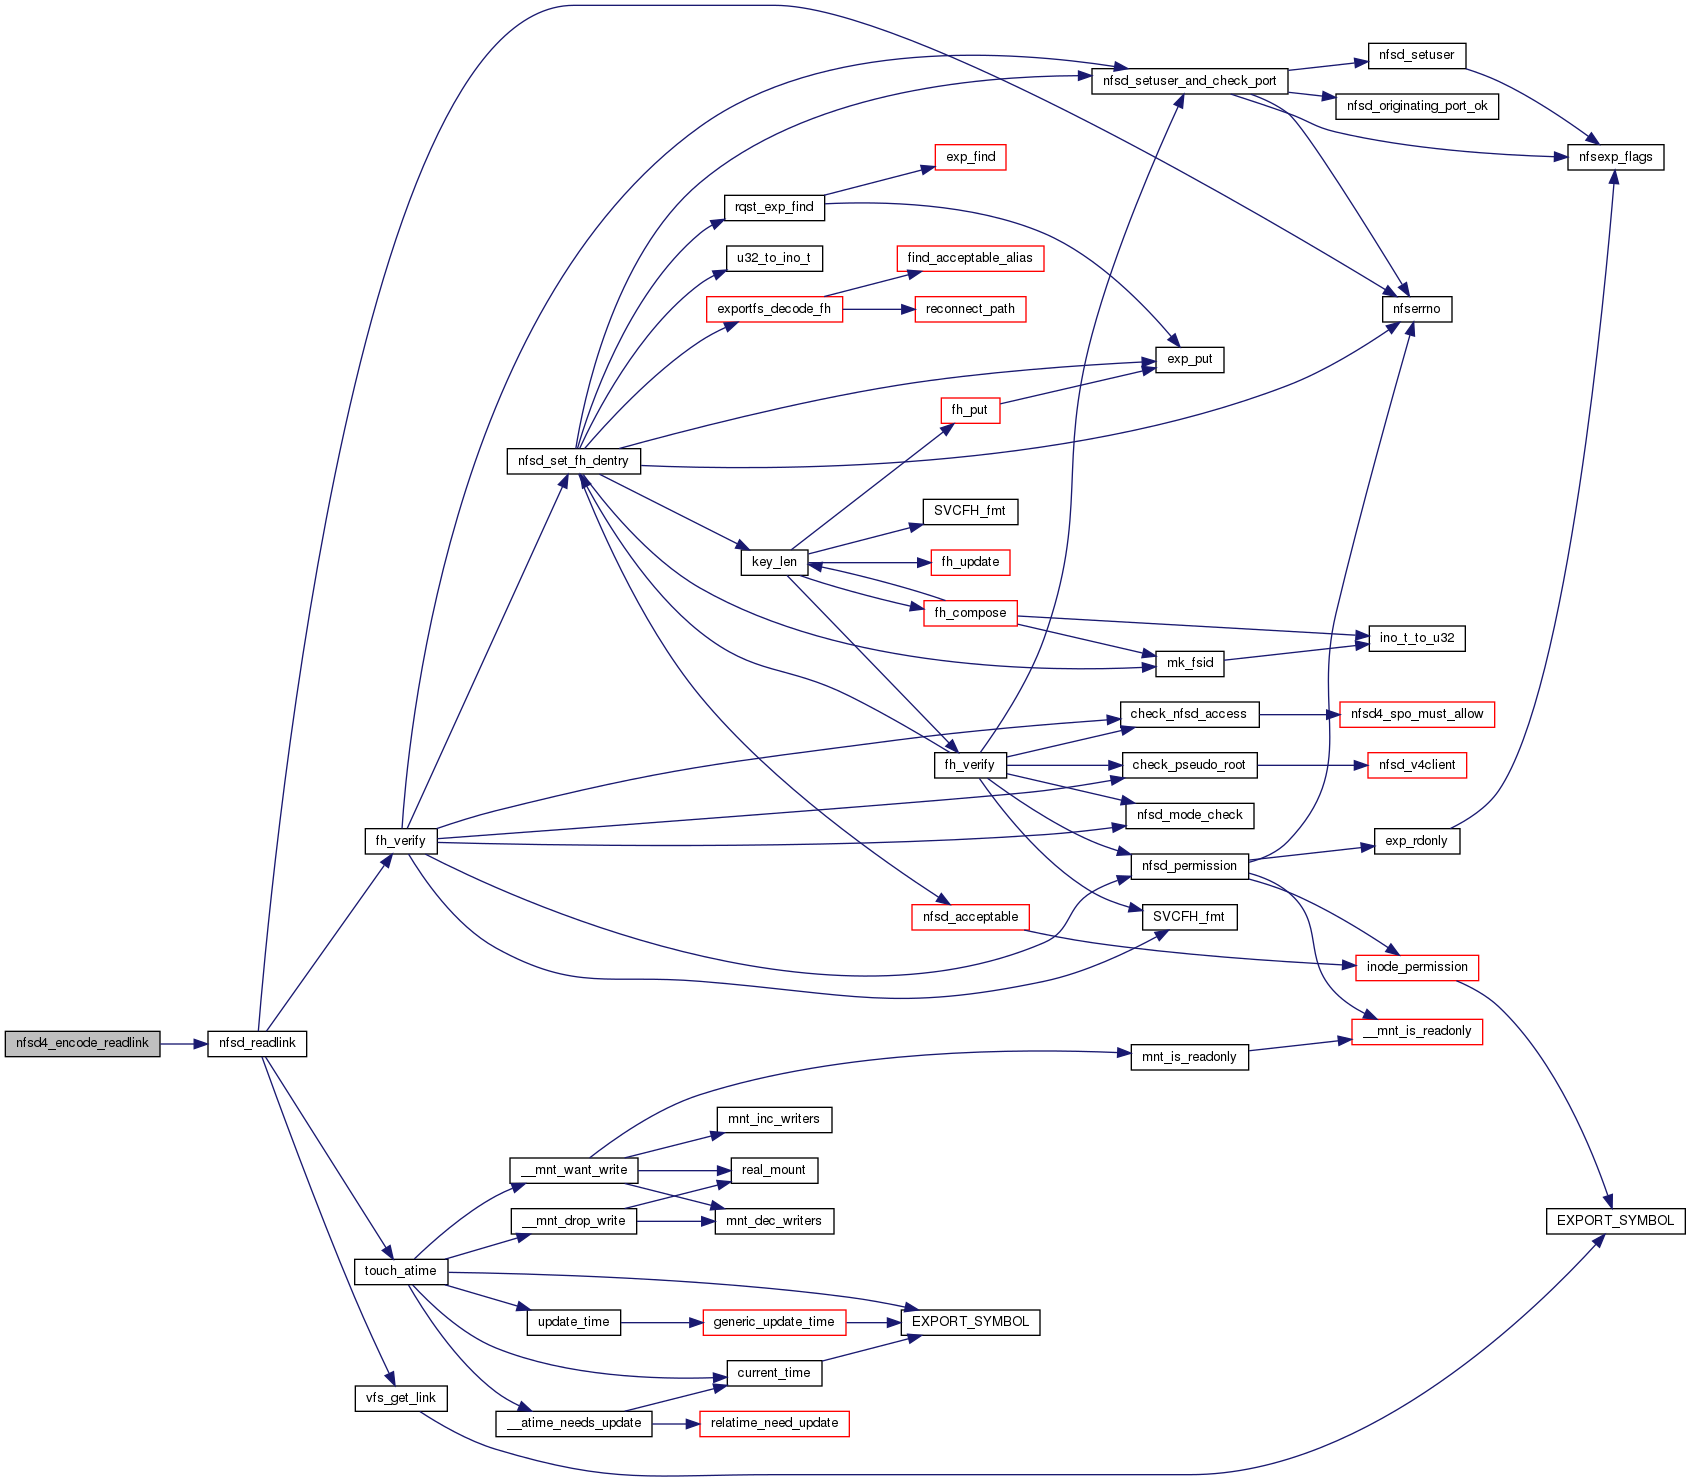 nfsd_setuser
nfsd_setuser_and_check_port
nfsd_originating_port_ok
exp_find
nfsexp_flags
rqst_exp_find
u32_to_ino_t
find_acceptable_alias
exportfs_decode_fh
reconnect_path
nfserrno
exp_put
fh_put
nfsd_set_fh_dentry
SVCFH_fmt
key_len
fh_update
fh_compose
ino_t_to_u32
mk_fsid
check_nfsd_access
nfsd4_spo_must_allow
fh_verify
check_pseudo_root
nfsd_v4client
nfsd_mode_check
fh_verify
exp_rdonly
nfsd_permission
nfsd_acceptable
SVCFH_fmt
inode_permission
__mnt_is_readonly
nfsd4_encode_readlink
nfsd_readlink
mnt_is_readonly
mnt_inc_writers
__mnt_want_write
real_mount
__mnt_drop_write
mnt_dec_writers
EXPORT_SYMBOL
touch_atime
update_time
generic_update_time
EXPORT_SYMBOL
current_time
vfs_get_link
__atime_needs_update
relatime_need_update